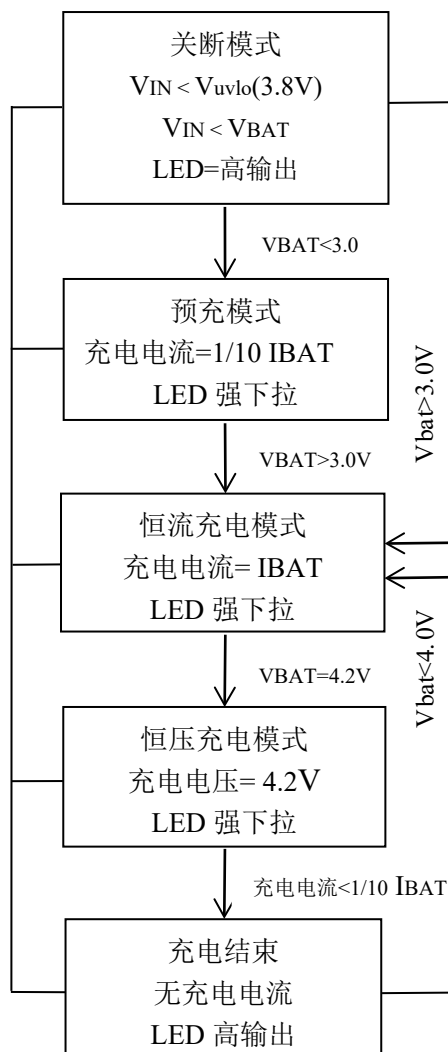 关断模式
VIN < Vuvlo(3.8V)
VIN < VBAT
LED=高输出
VBAT<3.0
预充模式
充电电流=1/10 IBAT
LED 强下拉
Vbat>3.0V
VBAT>3.0V
恒流充电模式
充电电流= IBAT
LED 强下拉
Vbat<4.0V
VBAT=4.2V
恒压充电模式
充电电压= 4.2V
LED 强下拉
充电电流<1/10 IBAT
充电结束
无充电电流
LED 高输出